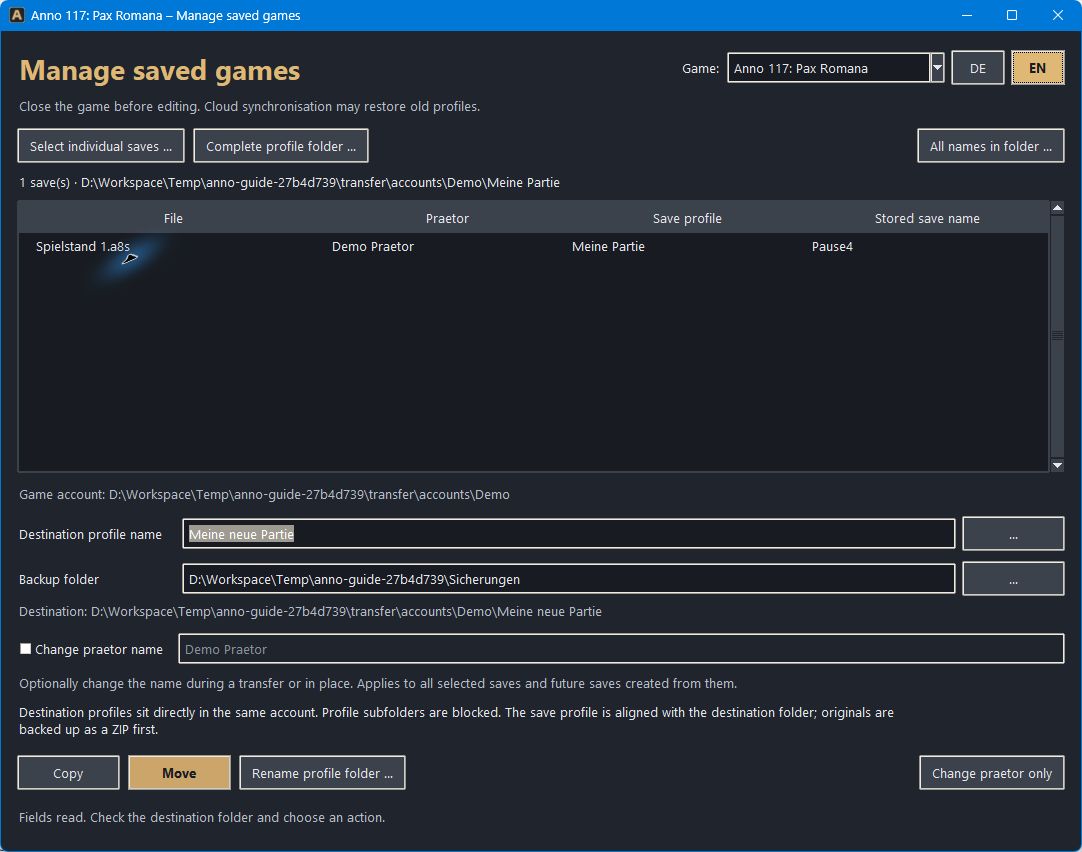 Anno 117: Pax Romana – Manage saved games
Manage saved games
Game: Anno 117: Pax Romana DE EN
Close the game before editing. Cloud synchronisation may restore old profiles.
Select individual saves ... Complete profile folder ... All names in folder ...
1 save(s) · D:\Workspace\Temp\anno-guide-27b4d739\transfer\accounts\Demo\Meine Partie
File Praetor Save profile Stored save name
Spielstand 1.a8s Demo Praetor Meine Partie Pause4
Game account: D:\Workspace\Temp\anno-guide-27b4d739\transfer\accounts\Demo
Destination profile name Meine neue Partie ...
Backup folder D:\Workspace\Temp\anno-guide-27b4d739\Sicherungen ...
Destination: D:\Workspace\Temp\anno-guide-27b4d739\transfer\accounts\Demo\Meine neue Partie
Change praetor name Demo Praetor
Optionally change the name during a transfer or in place. Applies to all selected saves and future saves created from them.
Destination profiles sit directly in the same account. Profile subfolders are blocked. The save profile is aligned with the destination folder; originals are
backed up as a ZIP first.
Copy Move Rename profile folder ... Change praetor only
Fields read. Check the destination folder and choose an action.